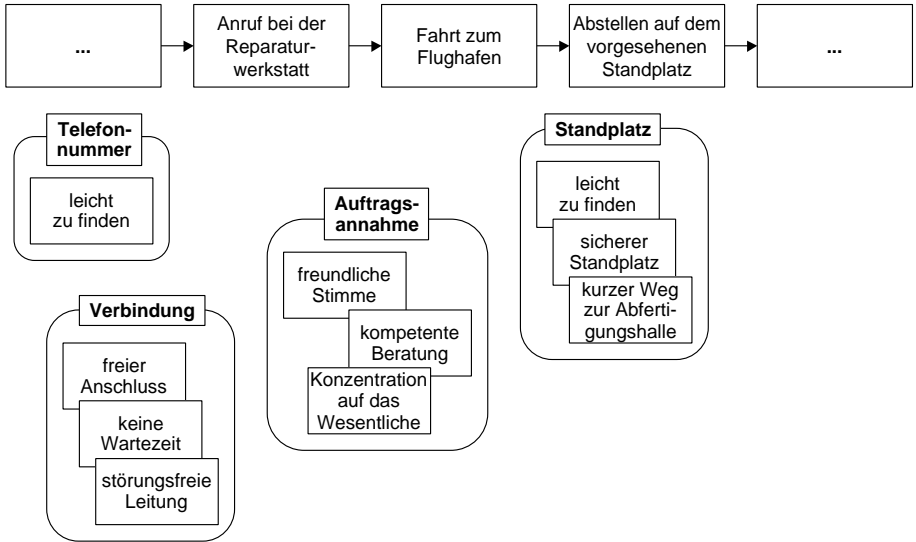 ...
Anruf bei der
Reparatur-
werkstatt
Fahrt zum
Flughafen
Abstellen auf dem
vorgesehenen
Standplatz
...
Telefon-
nummer
leicht
zu finden
Verbindung
freier
Anschluss
keine
Wartezeit
störungsfreie
Leitung
Auftrags-
annahme
freundliche
Stimme
kompetente
Beratung
Konzentration
auf das
Wesentliche
Standplatz
leicht
zu finden
sicherer
Standplatz
kurzer Weg
zur Abferti-
gungshalle